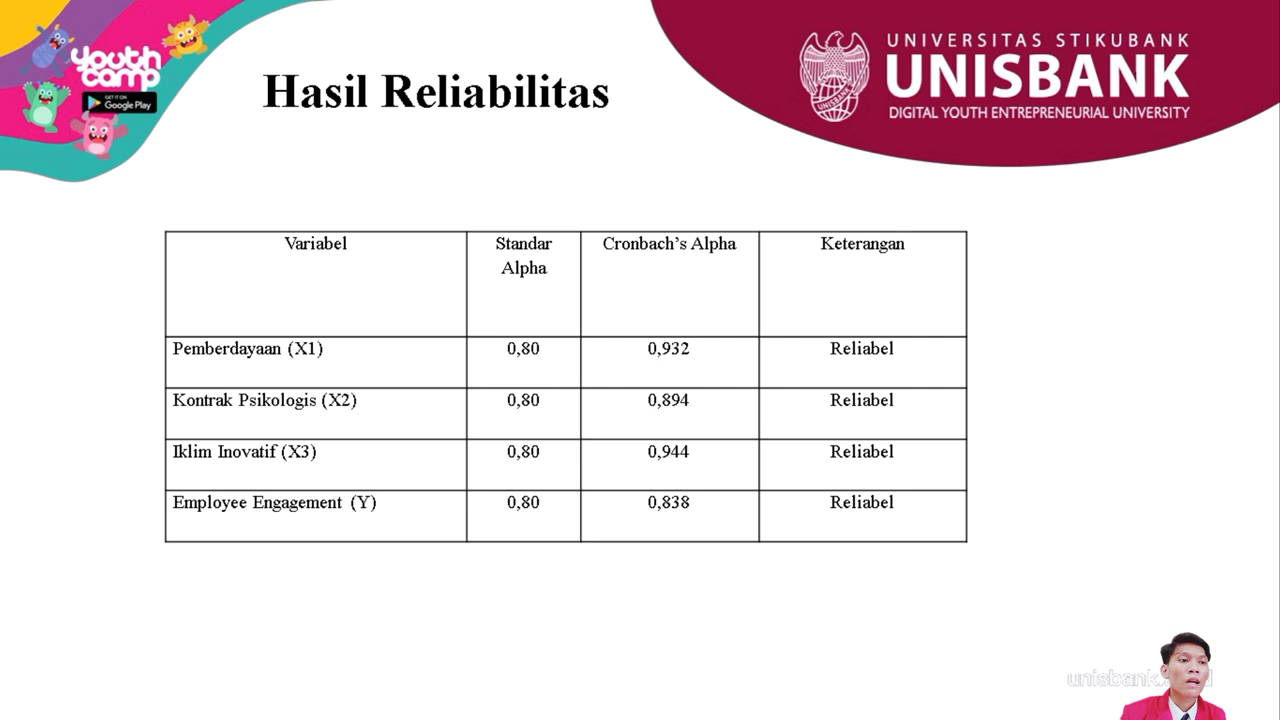 youth
camp
GET IT ON
Google Play
Hasil Reliabilitas
UNIVERSITAS STIKUBANK
UNISBANK
DIGITAL YOUTH ENTREPRENEURIAL UNIVERSITY
UNISBANK
Variabel Standar Alpha Cronbach's Alpha Keterangan
Pemberdayaan (X1) 0,80 0,932 Reliabel
Kontrak Psikologis (X2) 0,80 0,894 Reliabel
Iklim Inovatif (X3) 0,80 0,944 Reliabel
Employee Engagement (Y) 0,80 0,838 Reliabel